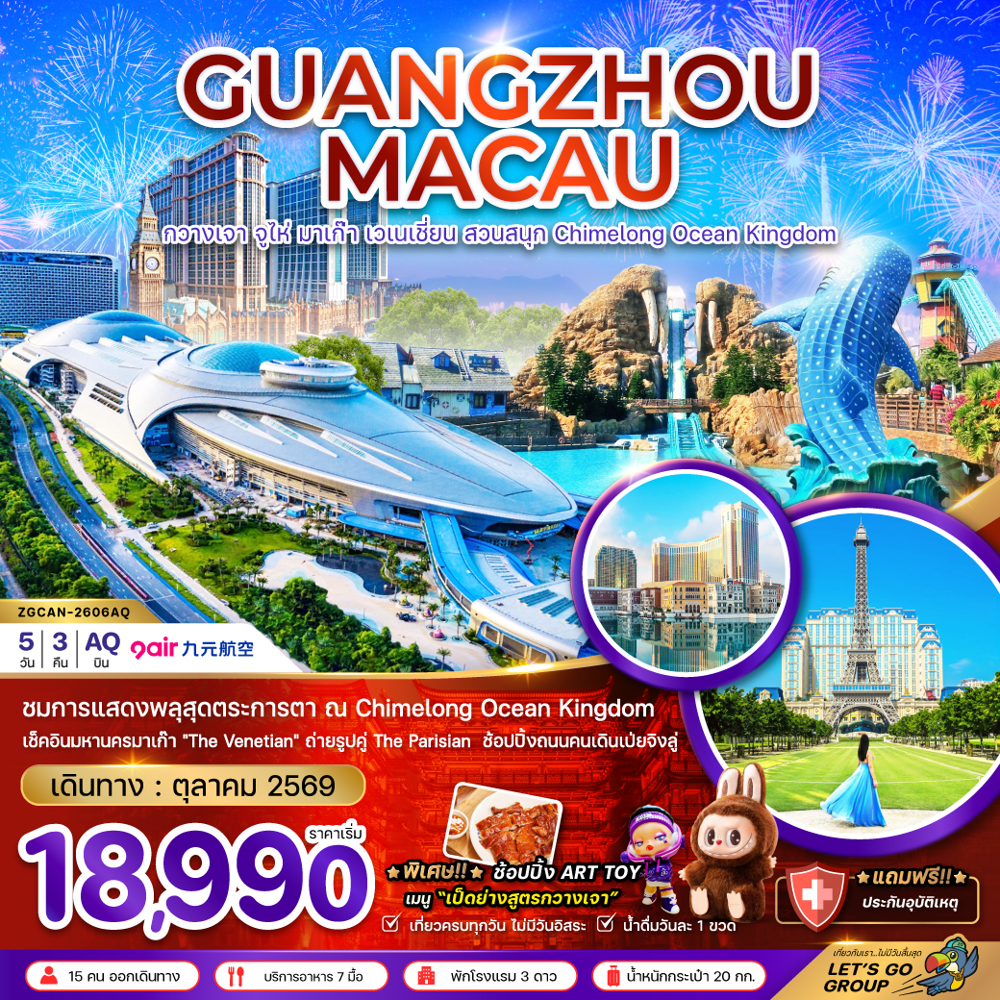 GUANGZHOU
MACAU
กวางเจา จูไห่ มาเก๊า เวเนเชี่ยน สวนสนุก Chimelong Ocean Kingdom
ZGCAN-2606AQ
5 วัน 3 คืน AQ บิน 9air 九元航空
ชมการแสดงพลุสุดตระการตา ณ Chimelong Ocean Kingdom
เช็คอินมหานครมาเก๊า "The Venetian" ถ่ายรูปคู่ The Parisian ช้อปปิ้งถนนคนเดินเป่ยจิงลู่
เดินทาง : ตุลาคม 2569
ราคาเริ่ม
18,990
พิเศษ!! ช้อปปิ้ง ART TOY
เมนู "เป็ดย่างสูตรกวางเจา"
เที่ยวครบทุกวัน ไม่มีวันอิสระ น้ำดื่มวันละ 1 ขวด
แถมฟรี!!
ประกันอุบัติเหตุ
15 คน ออกเดินทาง
บริการอาหาร 7 มื้อ
พักโรงแรม 3 ดาว
น้ำหนักกระเป๋า 20 กก.
เที่ยวกับเรา...ไม่มีวันสิ้นสุด
LET'S GO
GROUP